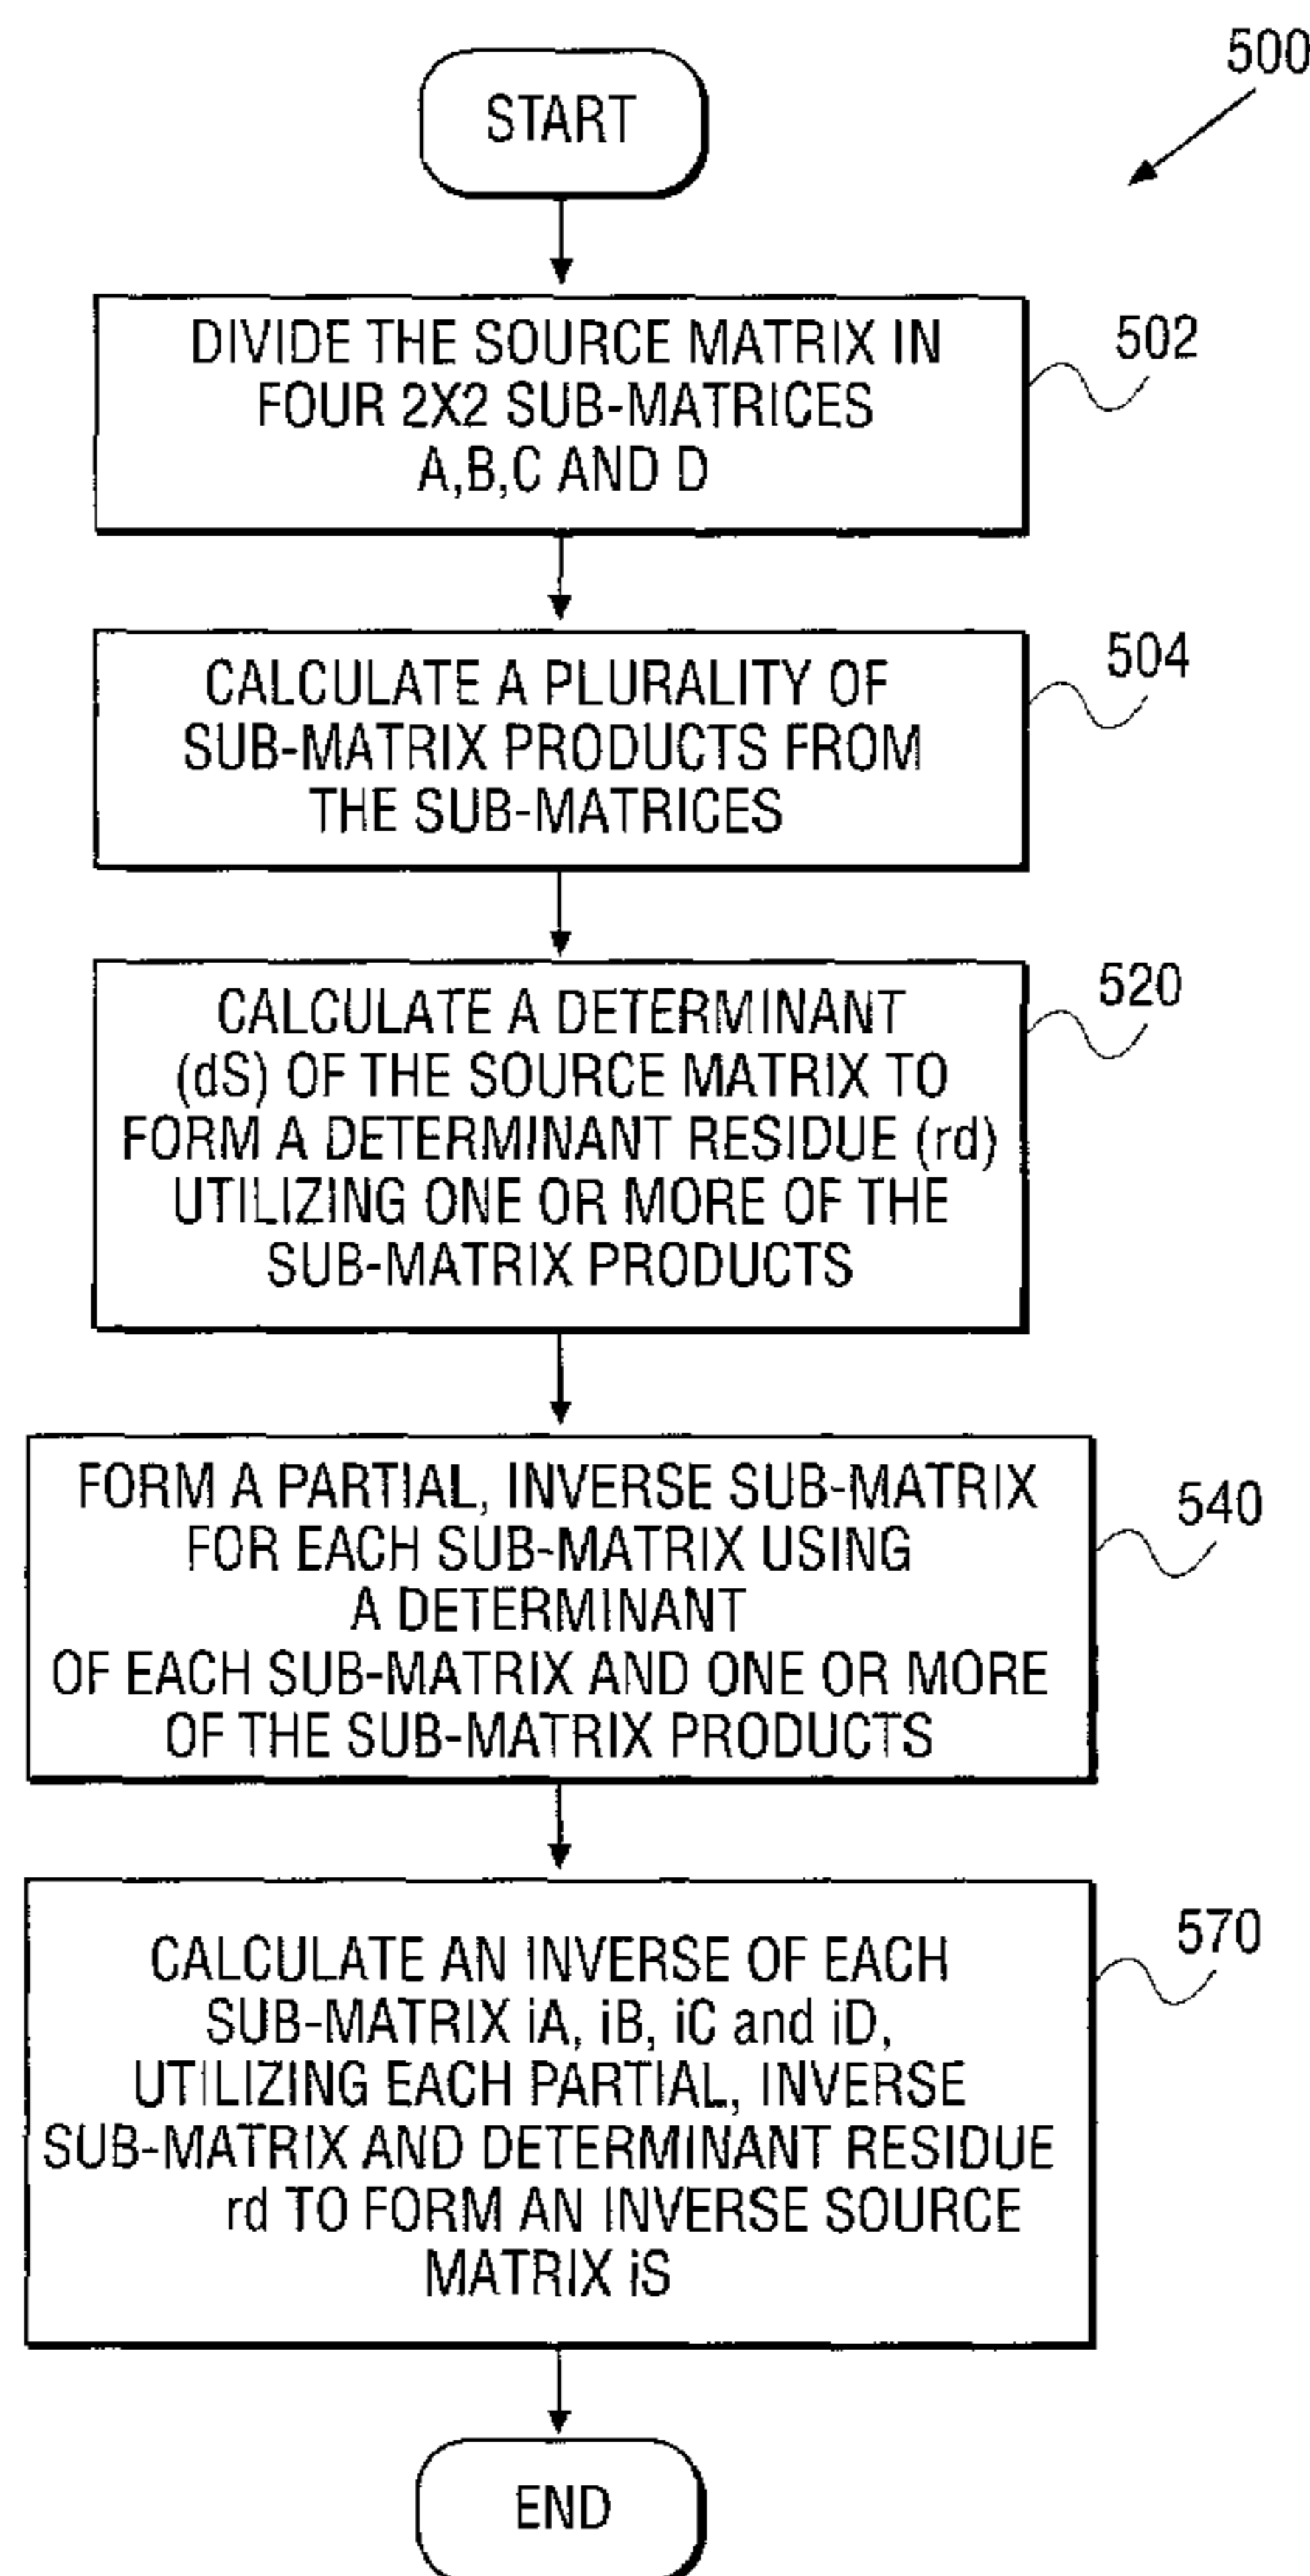 500
START
DIVIDE THE SOURCE MATRIX IN
FOUR 2X2 SUB-MATRICES
A,B,C AND D
502
CALCULATE A PLURALITY OF
SUB-MATRIX PRODUCTS FROM
THE SUB-MATRICES
504
CALCULATE A DETERMINANT
(dS) OF THE SOURCE MATRIX TO
FORM A DETERMINANT RESIDUE (rd)
UTILIZING ONE OR MORE OF THE
SUB-MATRIX PRODUCTS
520
FORM A PARTIAL, INVERSE SUB-MATRIX
FOR EACH SUB-MATRIX USING
A DETERMINANT
OF EACH SUB-MATRIX AND ONE OR MORE
OF THE SUB-MATRIX PRODUCTS
540
CALCULATE AN INVERSE OF EACH
SUB-MATRIX iA, iB, iC and iD,
UTILIZING EACH PARTIAL, INVERSE
SUB-MATRIX AND DETERMINANT RESIDUE
rd TO FORM AN INVERSE SOURCE
MATRIX iS
570
END